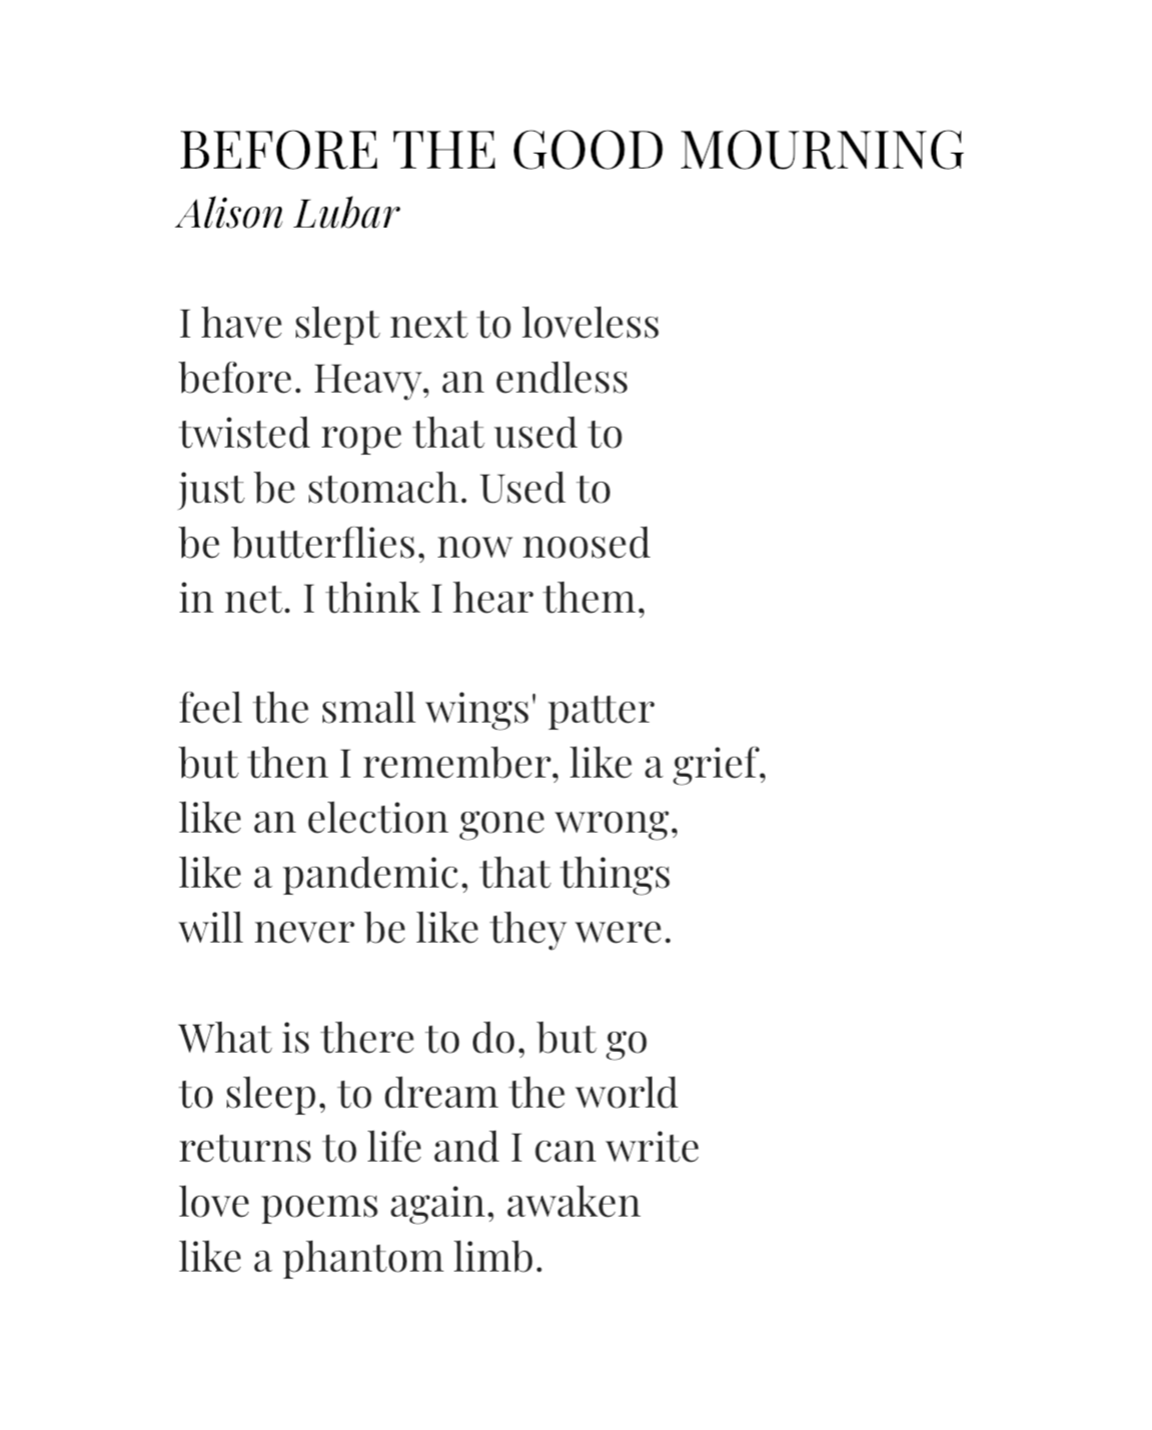 BEFORE THE GOOD MOURNING
Alison Lubar
I have slept next to loveless
before. Heavy, an endless
twisted rope that used to
just be stomach. Used to
be butterflies, now noosed
in net. I think I hear them,
feel the small wings' patter
but then I remember, like a grief,
like an election gone wrong,
like a pandemic, that things
will never be like they were.
What is there to do, but go
to sleep, to dream the world
returns to life and I can write
love poems again, awaken
like a phantom limb.